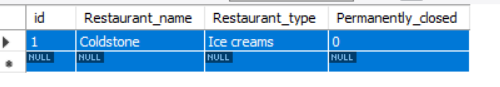 id Restaurant_name Restaurant_type Permanently_closed
1 Coldstone Ice creams 0
NULL NULL NULL NULL